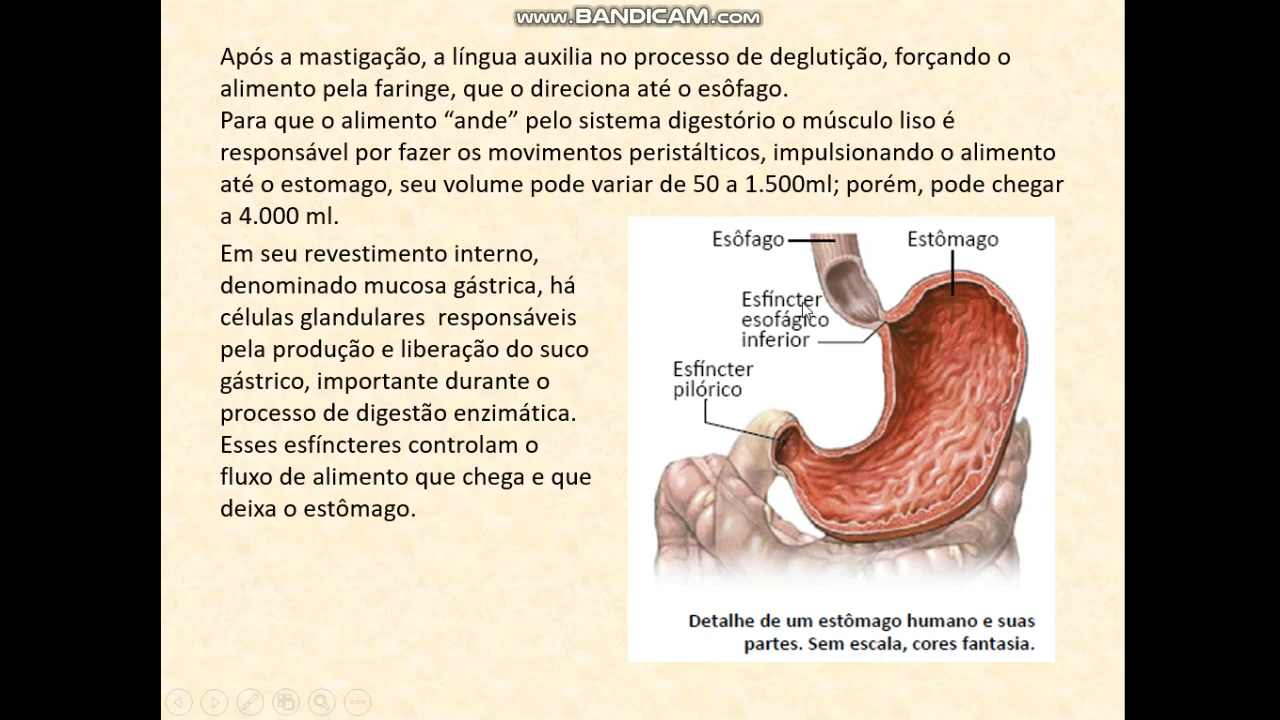 www.BANDICAM.com
Após a mastigação, a língua auxilia no processo de deglutição, forçando o
alimento pela faringe, que o direciona até o esôfago.
Para que o alimento “ande” pelo sistema digestório o músculo liso é
responsável por fazer os movimentos peristálticos, impulsionando o alimento
até o estomago, seu volume pode variar de 50 a 1.500ml; porém, pode chegar
a 4.000 ml.
Em seu revestimento interno,
denominado mucosa gástrica, há
células glandulares  responsáveis
pela produção e liberação do suco
gástrico, importante durante o
processo de digestão enzimática.
Esses esfíncteres controlam o
fluxo de alimento que chega e que
deixa o estômago.
Esôfago
Estômago
Esfíncter
esofágico
inferior
Esfíncter
pilórico
Detalhe de um estômago humano e suas
partes. Sem escala, cores fantasia.